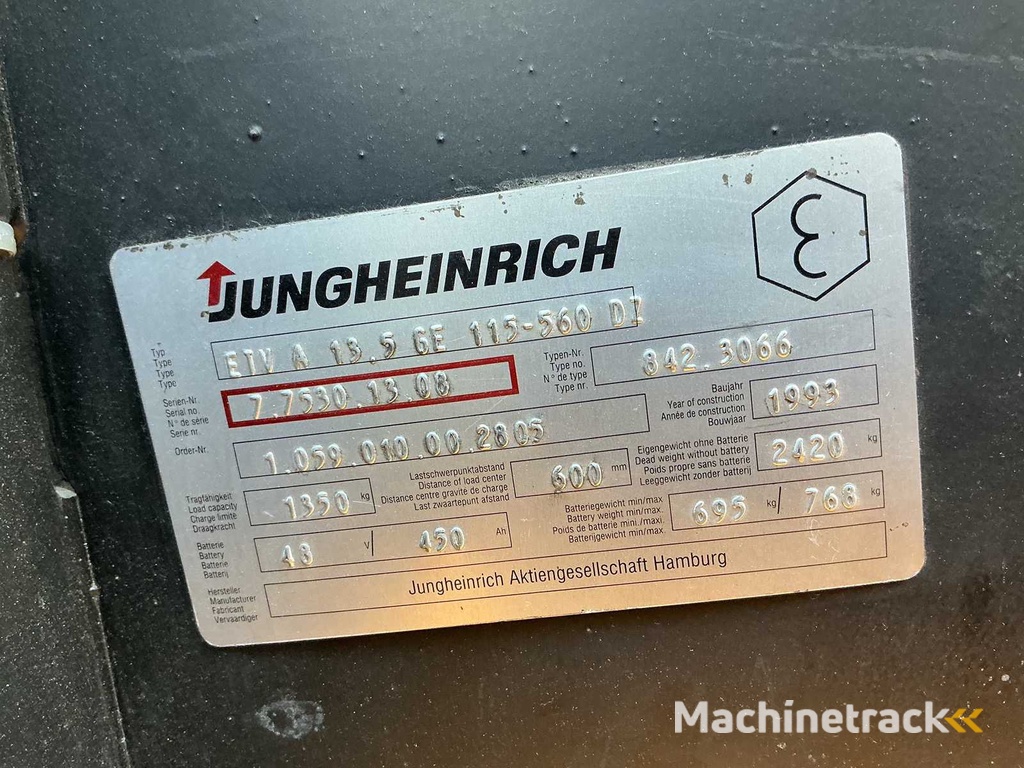 JUNGHEINRICH
Typ
Type
Type
Type
ETV A 13.5 GE 115-560 DZ
Serien-Nr.
Serial no.
N° de série
Serie nr.
7.7530.13.08
Typen-Nr.
Type no.
N° de type
Type nr.
842.3066
Order-Nr.
1.059.010.00.2805
Baujahr
Year of construction
Année de construction
Bouwjaar
1993
Tragfähigkeit
Load capacity
Charge limite
Draagkracht
1350 kg
Lastschwerpunktabstand
Distance of load center
Distance centre gravité de charge
Last zwaartepunt afstand
600 mm
Eigengewicht ohne Batterie
Dead weight without battery
Poids propre sans batterie
Leeggewicht zonder batterij
2420 kg
Batterie
Battery
Batterie
Batterij
48 V / 450 Ah
Batteriegewicht min/max
Battery weight min/max
Poids de batterie mini./maxi.
Batterijgewicht min/max
695 kg / 768 kg
Hersteller
Manufacturer
Fabricant
Vervaardiger
Jungheinrich Aktiengesellschaft Hamburg
Machinetrack